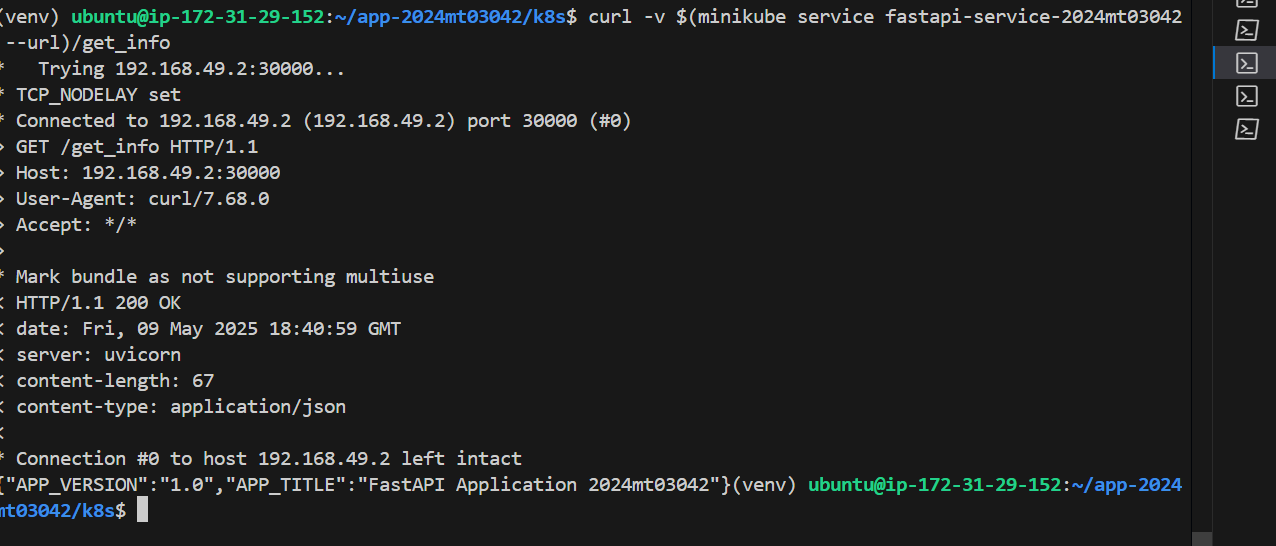 (venv) ubuntu@ip-172-31-29-152:~/app-2024mt03042/k8s$ curl -v $(minikube service fastapi-service-2024mt03042
--url)/get_info
*   Trying 192.168.49.2:30000...
* TCP_NODELAY set
* Connected to 192.168.49.2 (192.168.49.2) port 30000 (#0)
> GET /get_info HTTP/1.1
> Host: 192.168.49.2:30000
> User-Agent: curl/7.68.0
> Accept: */*
>
* Mark bundle as not supporting multiuse
< HTTP/1.1 200 OK
< date: Fri, 09 May 2025 18:40:59 GMT
< server: uvicorn
< content-length: 67
< content-type: application/json
<
* Connection #0 to host 192.168.49.2 left intact
{"APP_VERSION":"1.0","APP_TITLE":"FastAPI Application 2024mt03042"}(venv) ubuntu@ip-172-31-29-152:~/app-2024
mt03042/k8s$